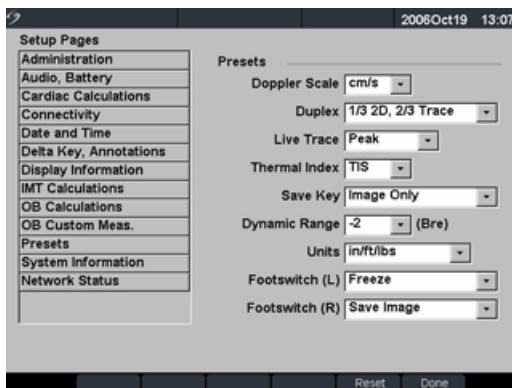 2006Oct19 13:07
Setup Pages
Administration
Audio, Battery
Cardiac Calculations
Connectivity
Date and Time
Delta Key, Annotations
Display Information
IMT Calculations
OB Calculations
OB Custom Meas.
Presets
System Information
Network Status
Presets
Doppler Scale cm/s
Duplex 1/3 2D, 2/3 Trace
Live Trace Peak
Thermal Index TIS
Save Key Image Only
Dynamic Range -2 (Bre)
Units in/ft/lbs
Footswitch (L) Freeze
Footswitch (R) Save Image
Reset Done